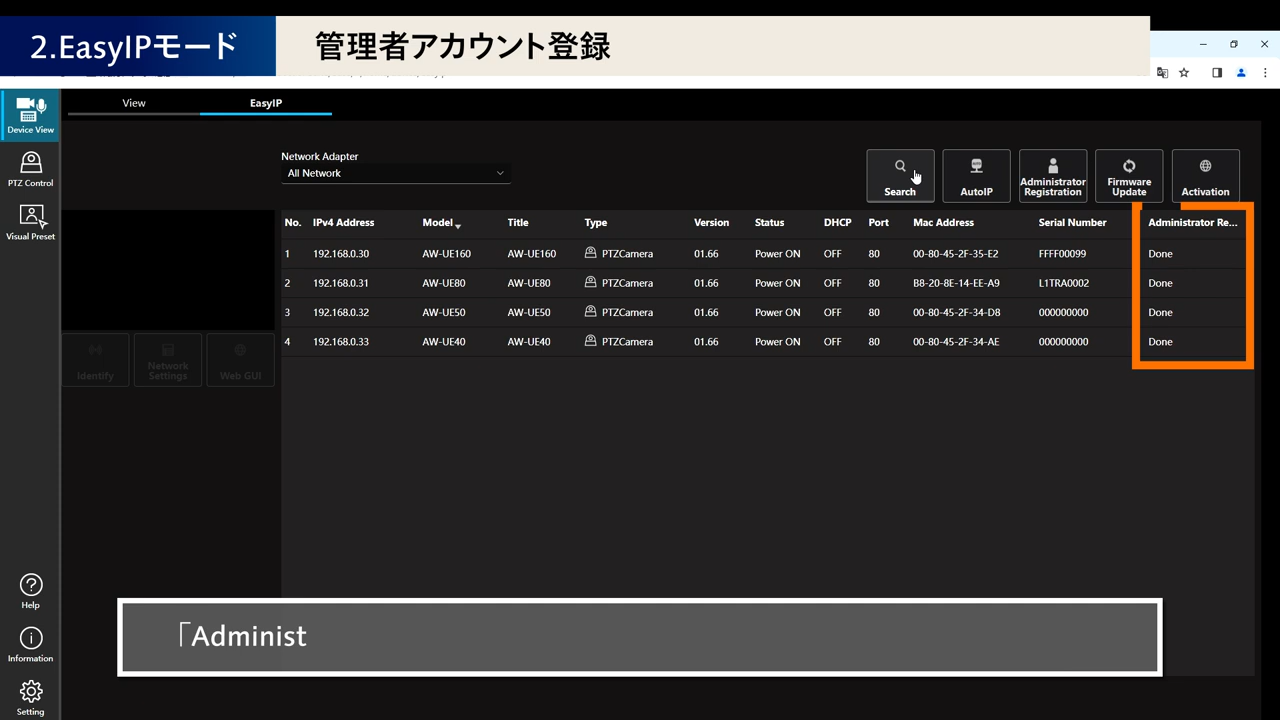 2.EasyIPモード
管理者アカウント登録
Device View
PTZ Control
Visual Preset
View
EasyIP
Network Adapter
All Network
Search
AutoIP
Administrator Registration
Firmware Update
Activation
No. IPv4 Address Model Title Type Version Status DHCP Port Mac Address Serial Number Administrator Re...
1 192.168.0.30 AW-UE160 AW-UE160 PTZCamera 01.66 Power ON OFF 80 00-80-45-2F-35-E2 FFFF00099 Done
2 192.168.0.31 AW-UE80 AW-UE80 PTZCamera 01.66 Power ON OFF 80 B8-20-8E-14-EE-A9 L1TRA0002 Done
3 192.168.0.32 AW-UE50 AW-UE50 PTZCamera 01.66 Power ON OFF 80 00-80-45-2F-34-D8 000000000 Done
4 192.168.0.33 AW-UE40 AW-UE40 PTZCamera 01.66 Power ON OFF 80 00-80-45-2F-34-AE 000000000 Done
Identify
Network Settings
Web GUI
Help
Information
Setting
「Administ